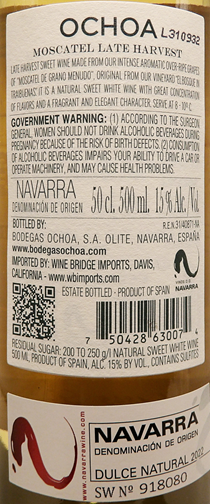 OCHOA L310932
MOSCATEL LATE HARVEST
LATE HARVEST SWEET WINE MADE FROM OUR INTENSE AROMATIC OVER-RIPE GRAPES
OF "MOSCATEL DE GRANO MENUDO", ORIGINAL FROM OUR VINEYARD "EL BOSQUE IN
TRAIBUENAS". IT IS A NATURAL SWEET WHITE WINE WITH GREAT CONCENTRATION
OF FLAVORS AND A FRAGRANT AND ELEGANT CHARACTER. SERVE AT 8 - 10º C.
GOVERNMENT WARNING: (1) ACCORDING TO THE SURGEON
GENERAL, WOMEN SHOULD NOT DRINK ALCOHOLIC BEVERAGES DURING
PREGNANCY BECAUSE OF THE RISK OF BIRTH DEFECTS. (2) CONSUMPTION
OF ALCOHOLIC BEVERAGES IMPAIRS YOUR ABILITY TO DRIVE A CAR OR
OPERATE MACHINERY, AND MAY CAUSE HEALTH PROBLEMS.
NAVARRA
DENOMINACIÓN DE ORIGEN
50 cl. 500 ml. 15% Alc./Vol.
BOTTLED BY: R.E.N.31/40671-NA
BODEGAS OCHOA, S.A. OLITE, NAVARRA, ESPAÑA
www.bodegasochoa.com
IMPORTED BY: WINE BRIDGE IMPORTS, DAVIS,
CALIFORNIA - www.wbimports.com
ESTATE BOTTLED - PRODUCT OF SPAIN
NAVARRA
7 50428 63007 4
RESIDUAL SUGAR: 200 TO 250 g/l NATURAL SWEET WHITE WINE
500 ML, PRODUCT OF SPAIN, ALC. 15% BY VOL., CONTAINS SULFITES
www.navarrawine.com
NAVARRA
DENOMINACIÓN DE ORIGEN
DULCE NATURAL
SW Nº 918080